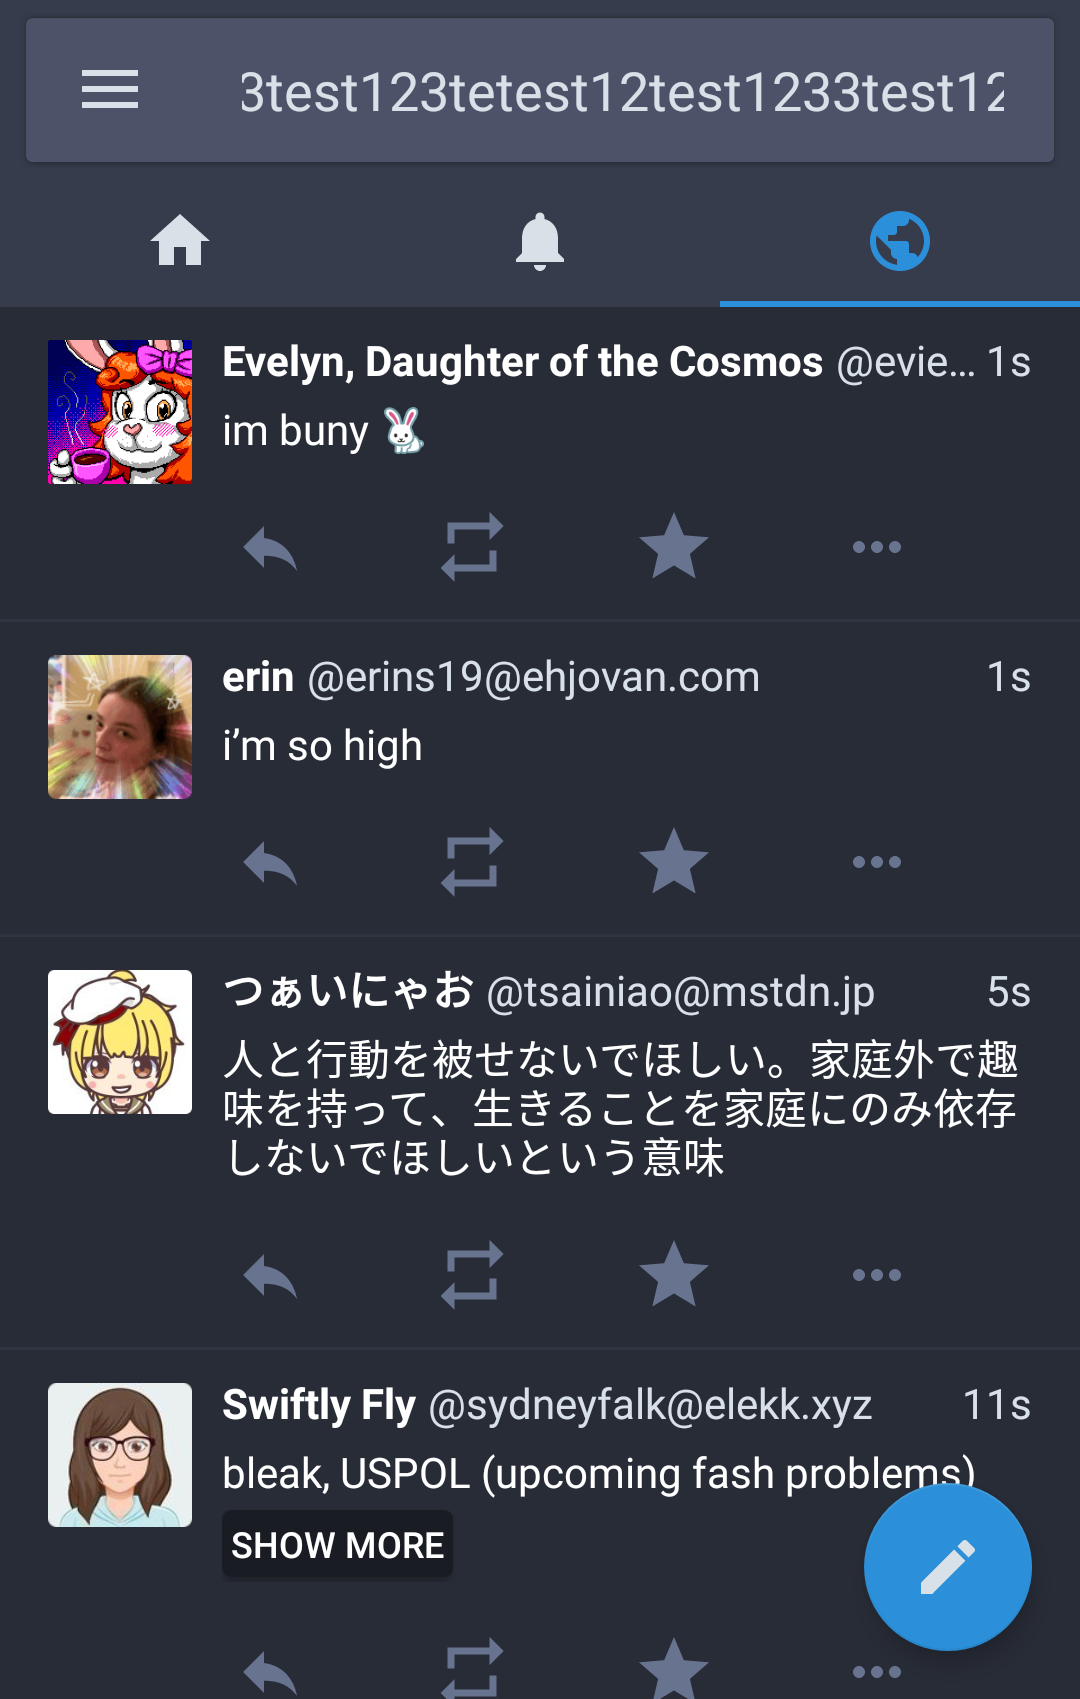 3test123tetest12test1233test12
Evelyn, Daughter of the Cosmos @evie... 1s
im buny 🐇
erin @erins19@ehjovan.com 1s
i'm so high
つぁいにゃお @tsainiao@mstdn.jp 5s
人と行動を被せないでほしい。家庭外で趣
味を持って、生きることを家庭にのみ依存
しないでほしいという意味
Swiftly Fly @sydneyfalk@elekk.xyz 11s
bleak, USPOL (upcoming fash problems)
SHOW MORE